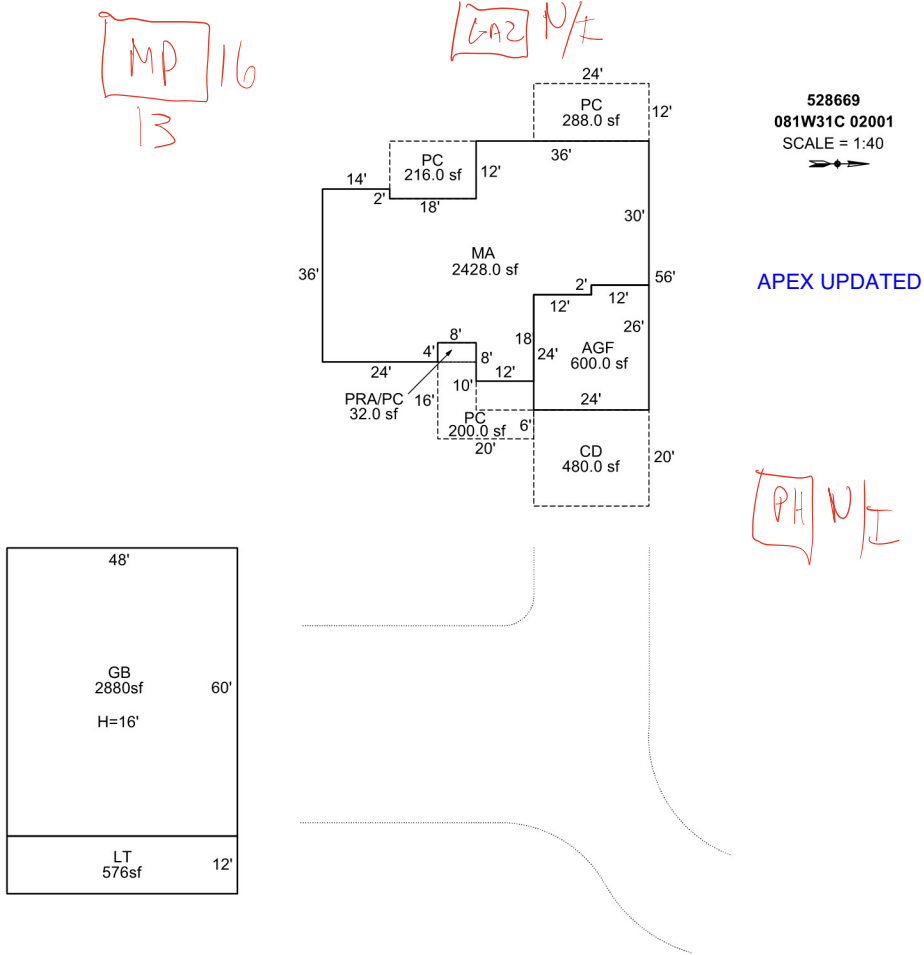 MP
16
13
GAZ
N/I
24'
PC
288.0 sf
12'
528669
081W31C 02001
SCALE = 1:40
36'
PC
216.0 sf
12'
14'
2'
18'
30'
MA
2428.0 sf
36'
56'
APEX UPDATED
2'
12'
12'
26'
8'
18'
4'
8'
24'
AGF
600.0 sf
24'
12'
10'
PRA/PC
32.0 sf
16'
24'
PC
200.0 sf
6'
20'
CD
480.0 sf
20'
PH
N/I
48'
GB
2880sf
60'
H=16'
LT
576sf
12'